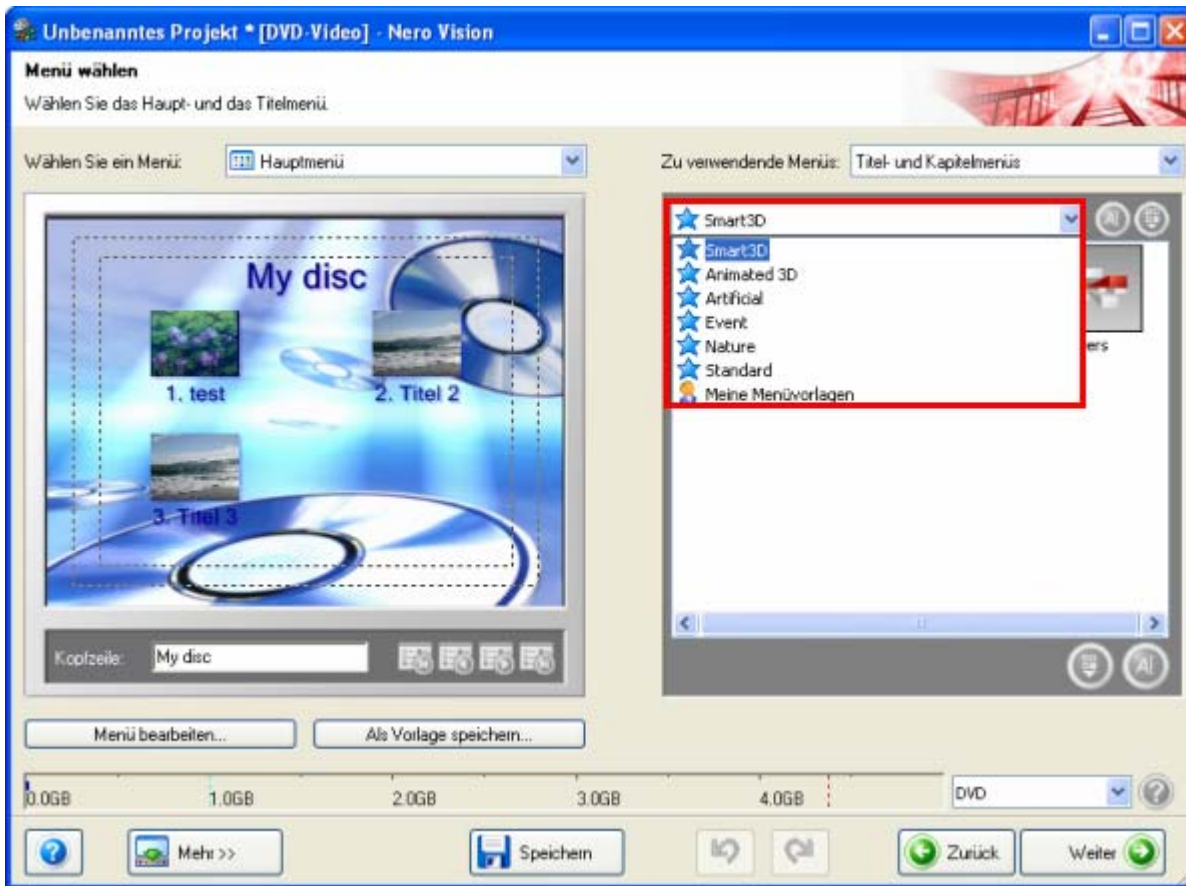 Unbenanntes Projekt * [DVD-Video] - Nero Vision
Menü wählen
Wählen Sie das Haupt- und das Titelmenü.
Wählen Sie ein Menü: Hauptmenü
Zu verwendende Menüs: Titel- und Kapitelmenüs
My disc
1. test
2. Titel 2
3. Titel 3
Kopfzeile: My disc
Smart3D
Smart3D
Animated 3D
Artificial
Event
Nature
Standard
Meine Menüvorlagen
ers
Menü bearbeiten...
Als Vorlage speichern...
0.0GB 1.0GB 2.0GB 3.0GB 4.0GB
DVD
Mehr >>
Speichern
Zurück
Weiter